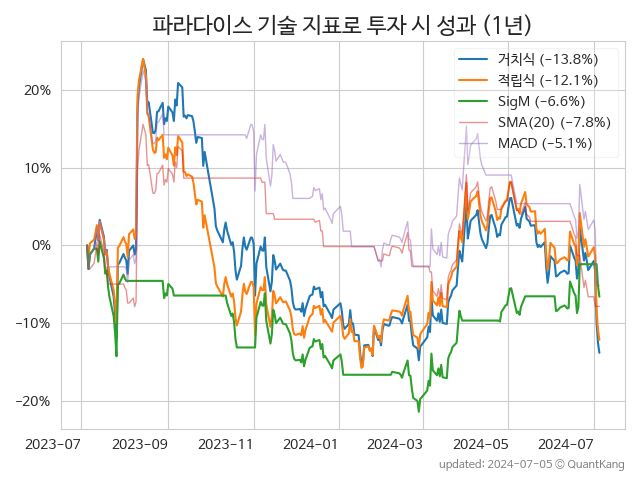 파라다이스 기술 지표로 투자 시 성과 (1년)
거치식 (−13.8%)
적립식 (−12.1%)
SigM (−6.6%)
SMA(20) (−7.8%)
MACD (−5.1%)
20%
10%
0%
−10%
−20%
2023-07 2023-09 2023-11 2024-01 2024-03 2024-05 2024-07
updated: 2024-07-05 © QuantKang